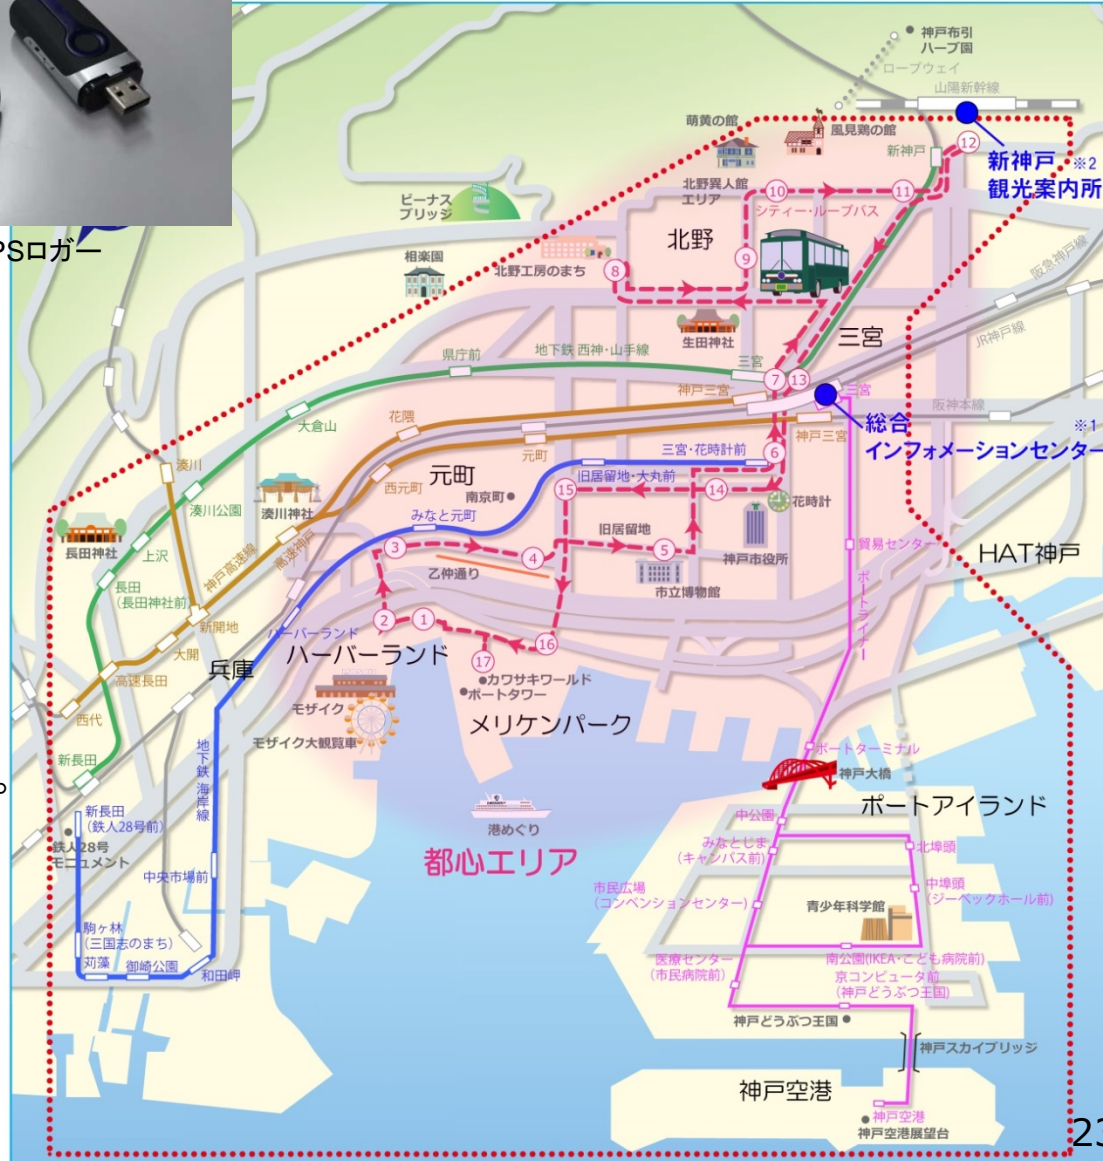 PSロガー
神戸布引
ハーブ園
ロープウェイ
山陽新幹線
萌黄の館
風見鶏の館
新神戸
12
新神戸 ※2
観光案内所
北野異人館
エリア
10
11
シティー・ループバス
ビーナス
ブリッジ
北野
相楽園
北野工房のまち
8
9
阪急神戸線
生田神社
三宮
JR神戸線
県庁前
地下鉄 西神・山手線
三宮
7
13
神戸三宮
三宮
阪神本線
大倉山
花隈
元町
神戸三宮
総合 ※1
インフォメーションセンター
湊川
元町
三宮・花時計前
6
西元町
南京町
旧居留地・大丸前
15
14
花時計
湊川公園
湊川神社
みなと元町
旧居留地
神戸市役所
長田神社
上沢
神戸高速線
高速神戸
3
4
5
貿易センター
HAT神戸
長田
(長田神社前)
乙仲通り
市立博物館
ポートライナー
新開地
ハーバーランド
2
1
16
大開
兵庫
ハーバーランド
17
高速長田
カワサキワールド
ポートタワー
西代
モザイク
メリケンパーク
モザイク大観覧車
地下鉄 海岸線
ポートターミナル
新長田
神戸大橋
。
新長田
(鉄人28号前)
港めぐり
中公園
ポートアイランド
鉄人28号
モニュメント
都心エリア
みなとじま
(キャンパス前)
北埠頭
中央市場前
市民広場
(コンベンションセンター)
中埠頭
(ジーベックホール前)
青少年科学館
駒ヶ林
(三国志のまち)
苅藻
御崎公園
和田岬
医療センター
(市民病院前)
南公園(IKEA・こども病院前)
京コンピュータ前
(神戸どうぶつ王国)
神戸どうぶつ王国
神戸スカイブリッジ
神戸空港
神戸空港
神戸空港展望台
23